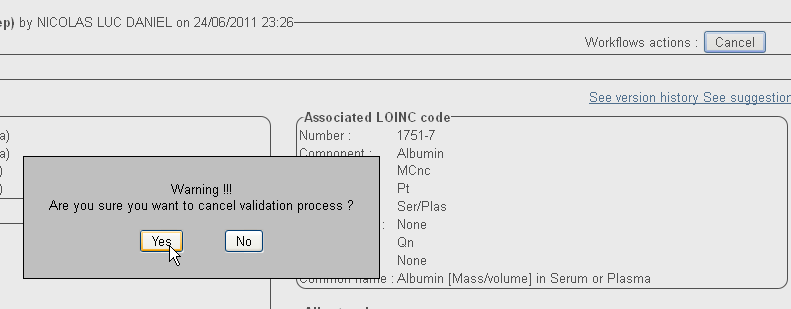 ep) by NICOLAS LUC DANIEL on 24/06/2011 23:26
Workflows actions : Cancel
See version history See suggestion
Associated LOINC code
a) Number : 1751-7
a) Component : Albumin
) MCnc
) Pt
Ser/Plas
: None
Qn
None
Common name : Albumin [Mass/volume] in Serum or Plasma
Warning !!!
Are you sure you want to cancel validation process ?
Yes No